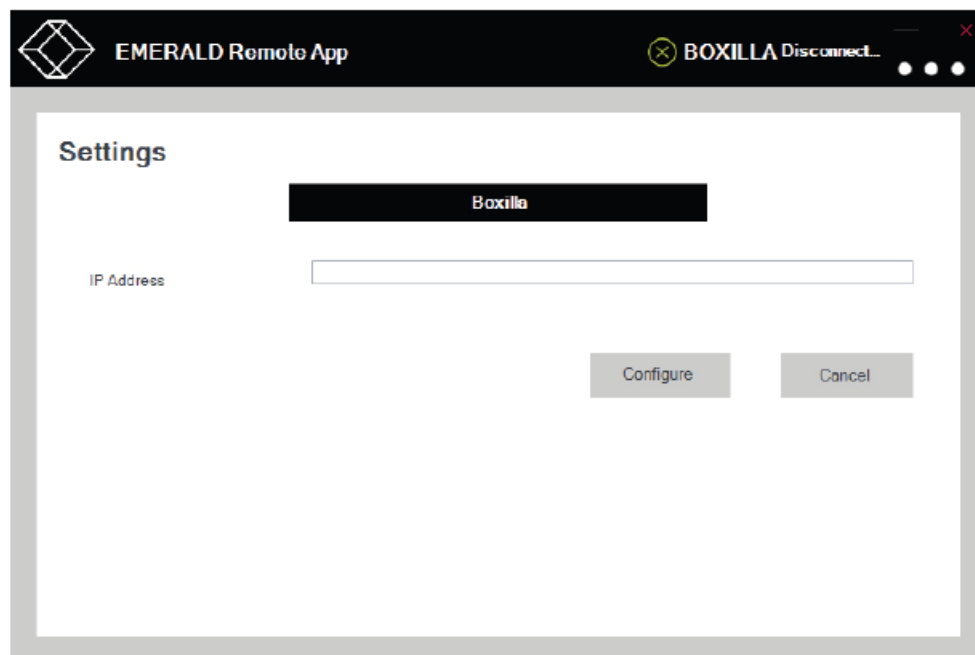 EMERALD Remote App
BOXILLA Disconnect...
Settings
Boxilla
IP Address
Configure
Cancel